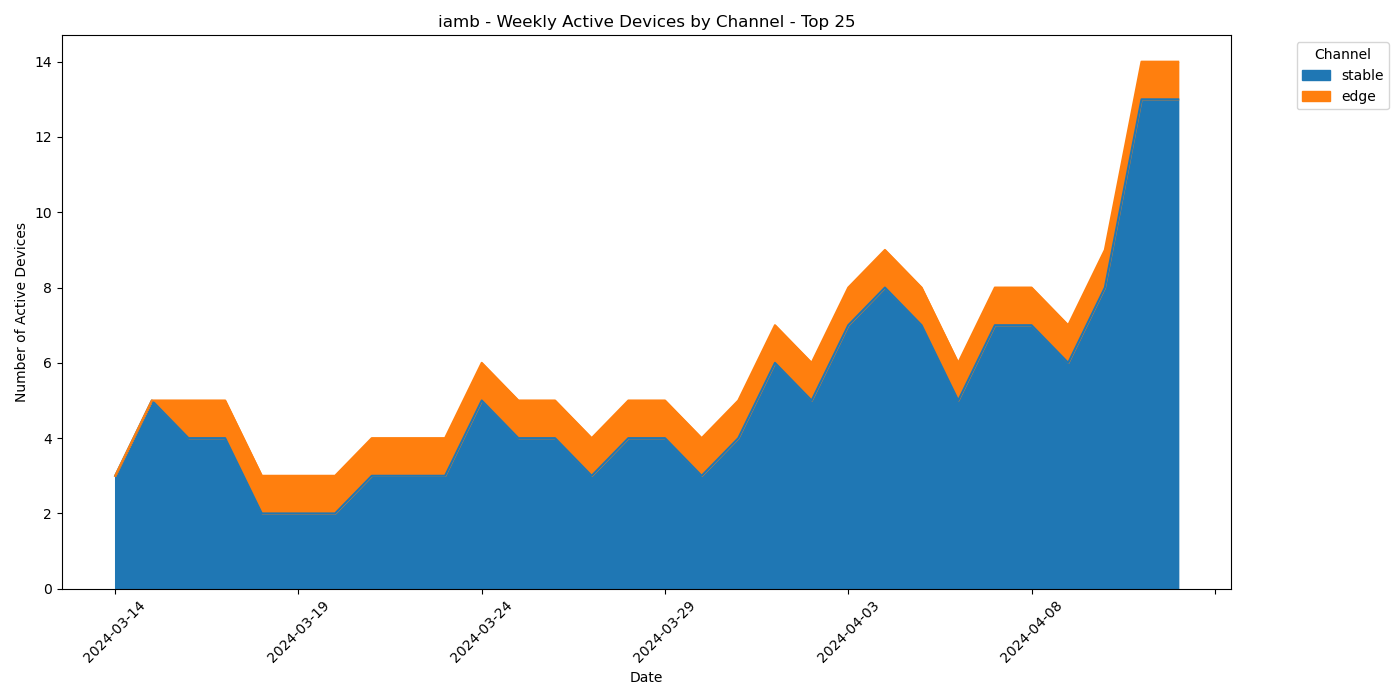 iamb - Weekly Active Devices by Channel - Top 25
Channel
stable
edge
Number of Active Devices
14
12
10
8
6
4
2
0
2024-03-14
2024-03-19
2024-03-24
2024-03-29
2024-04-03
2024-04-08
Date